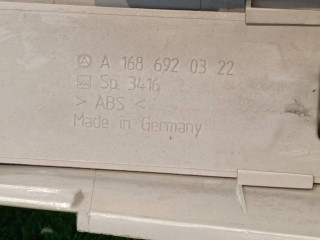 A 168 692 03 22
Sp. 3416
> ABS <
Made in Germany